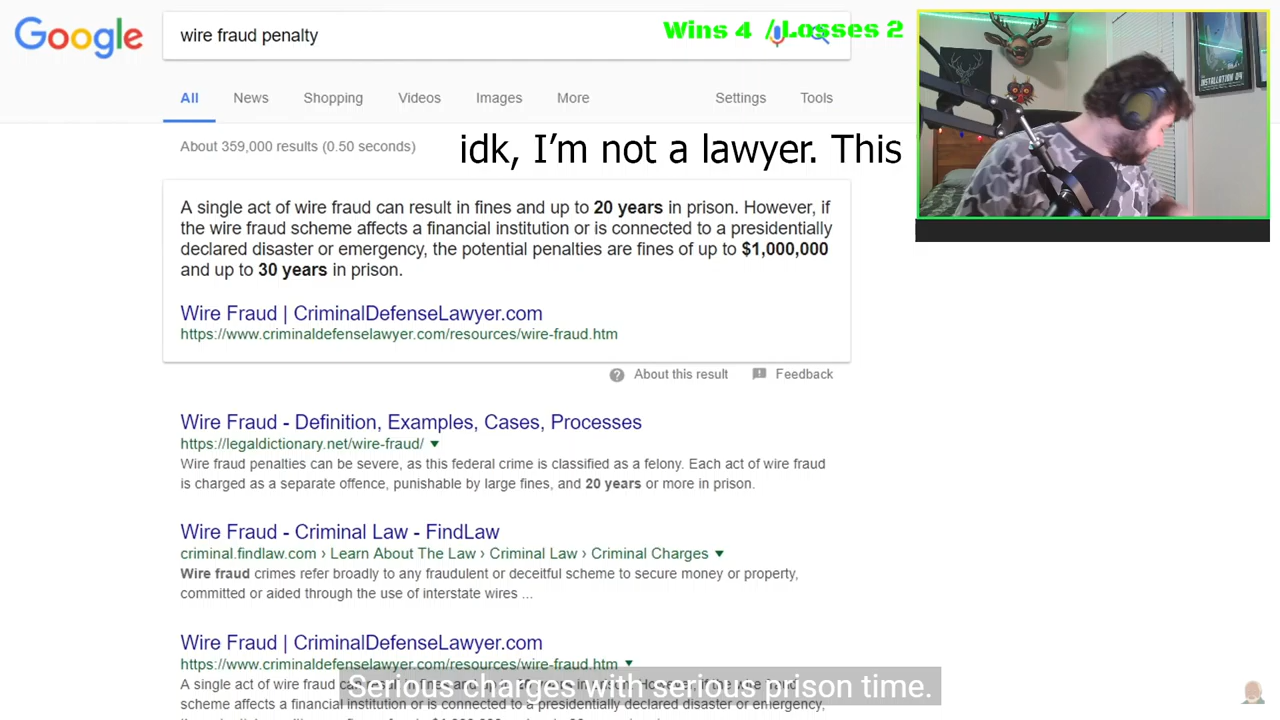 Google
wire fraud penalty
Wins 4 / Losses 2
All News Shopping Videos Images More Settings Tools
About 359,000 results (0.50 seconds)
idk, I'm not a lawyer. This
INSTALLATION 04
A single act of wire fraud can result in fines and up to 20 years in prison. However, if
the wire fraud scheme affects a financial institution or is connected to a presidentially
declared disaster or emergency, the potential penalties are fines of up to $1,000,000
and up to 30 years in prison.
Wire Fraud | CriminalDefenseLawyer.com
https://www.criminaldefenselawyer.com/resources/wire-fraud.htm
About this result Feedback
Wire Fraud - Definition, Examples, Cases, Processes
https://legaldictionary.net/wire-fraud/
Wire fraud penalties can be severe, as this federal crime is classified as a felony. Each act of wire fraud
is charged as a separate offence, punishable by large fines, and 20 years or more in prison.
Wire Fraud - Criminal Law - FindLaw
criminal.findlaw.com › Learn About The Law › Criminal Law › Criminal Charges
Wire fraud crimes refer broadly to any fraudulent or deceitful scheme to secure money or property,
committed or aided through the use of interstate wires ...
Wire Fraud | CriminalDefenseLawyer.com
https://www.criminaldefenselawyer.com/resources/wire-fraud.htm
A single act of wire fraud can
Serious charges with serious prison time.
scheme affects a financial institution or is connected to a presidentially declared disaster or emergency,